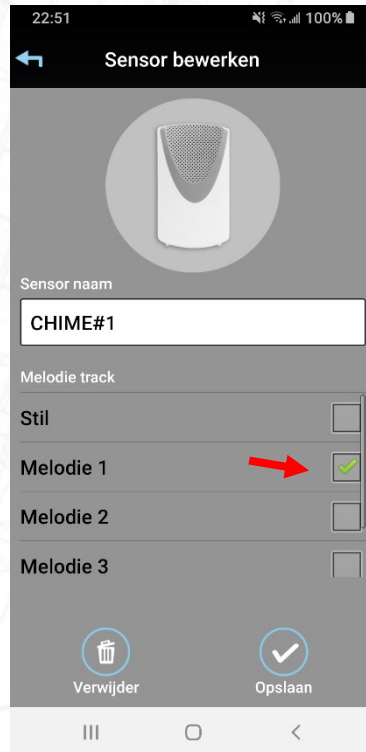 22:51 100%
Sensor bewerken
Sensor naam
CHIME#1
Melodie track
Stil
Melodie 1
Melodie 2
Melodie 3
Verwijder Opslaan